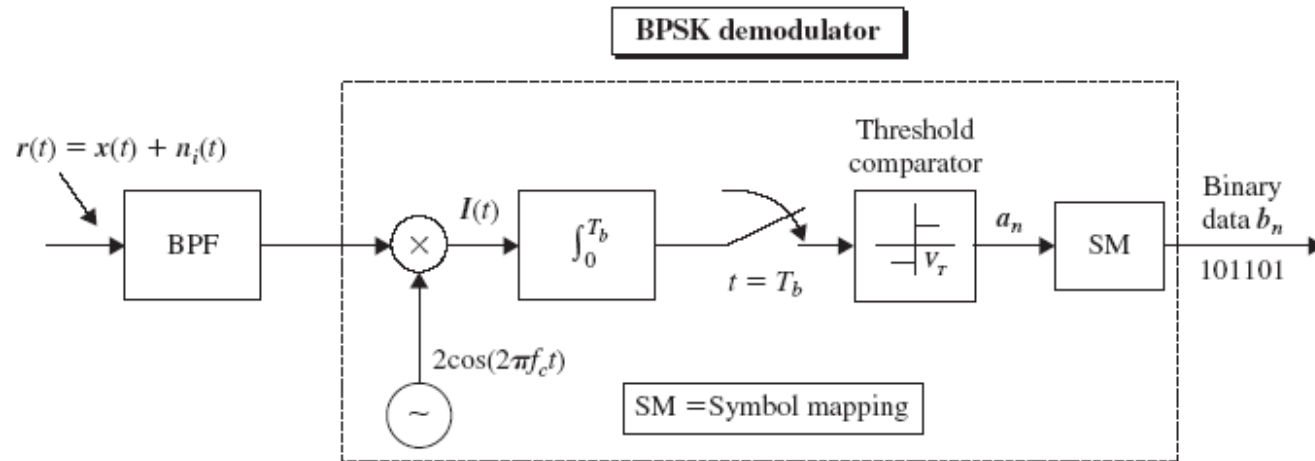 BPSK demodulator
r(t) = x(t) + n_i(t)
BPF
×
I(t)
∫_0^{T_b}
t = T_b
Threshold
comparator
V_T
a_n
SM
Binary
data b_n
101101
2cos(2πf_ct)
~
SM =Symbol mapping